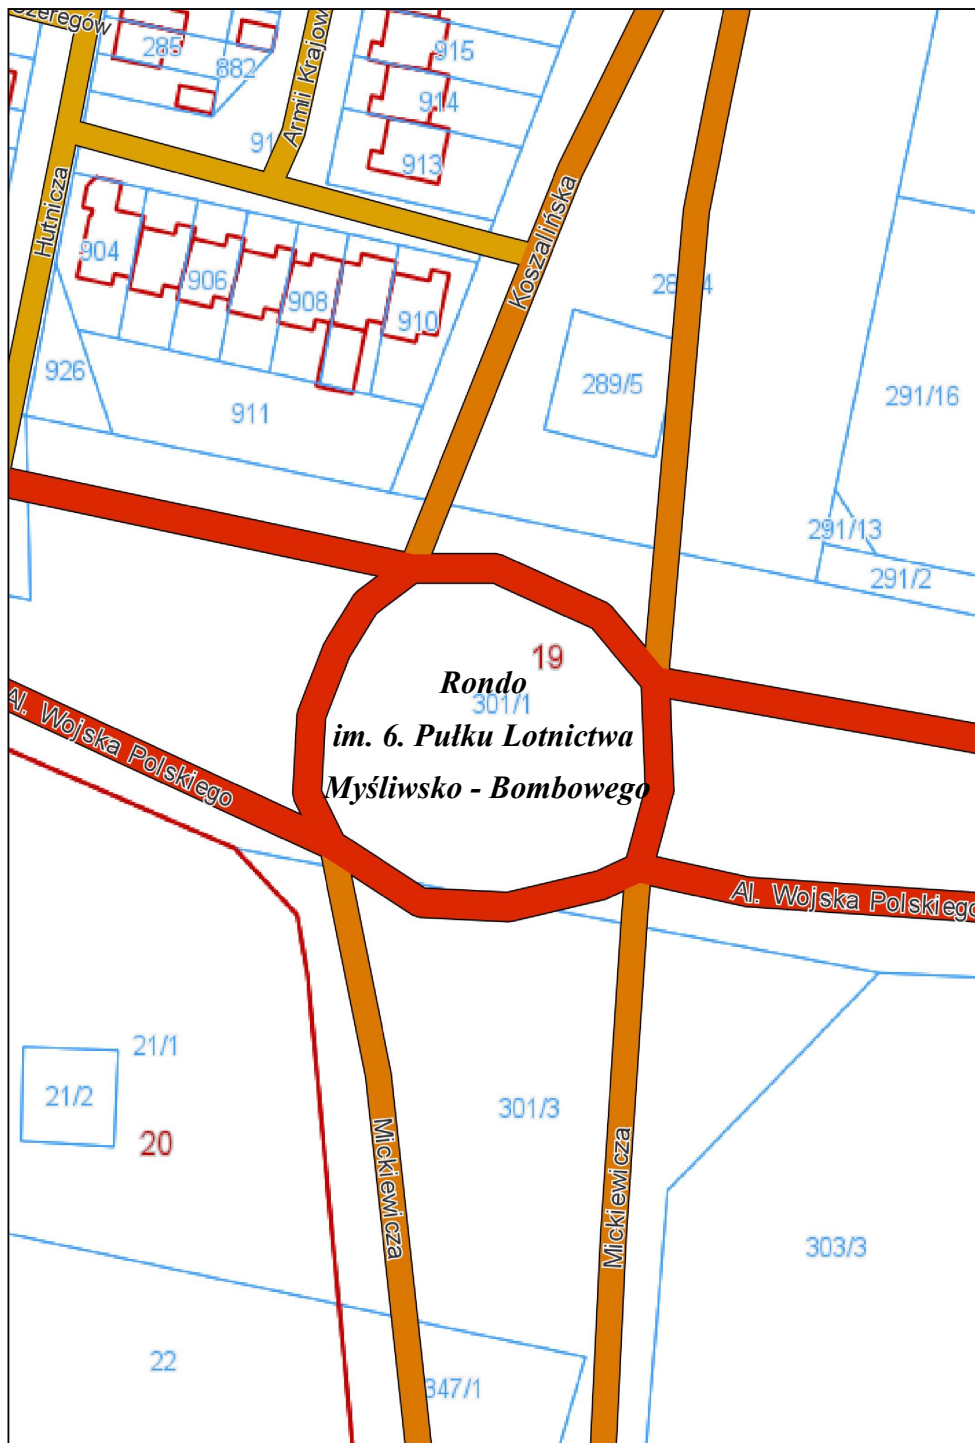 Szeregów
285
882
Armii Krajow
915
914
913
91
Hutnicza
904
906
908
910
Koszalińska
926
911
289/5
291/16
291/13
291/2
19
Rondo
301/1
im. 6. Pułku Lotnictwa
Myśliwsko - Bombowego
Al. Wojska Polskiego
Al. Wojska Polskiego
21/1
21/2
20
301/3
Mickiewicza
Mickiewicza
303/3
22
347/1